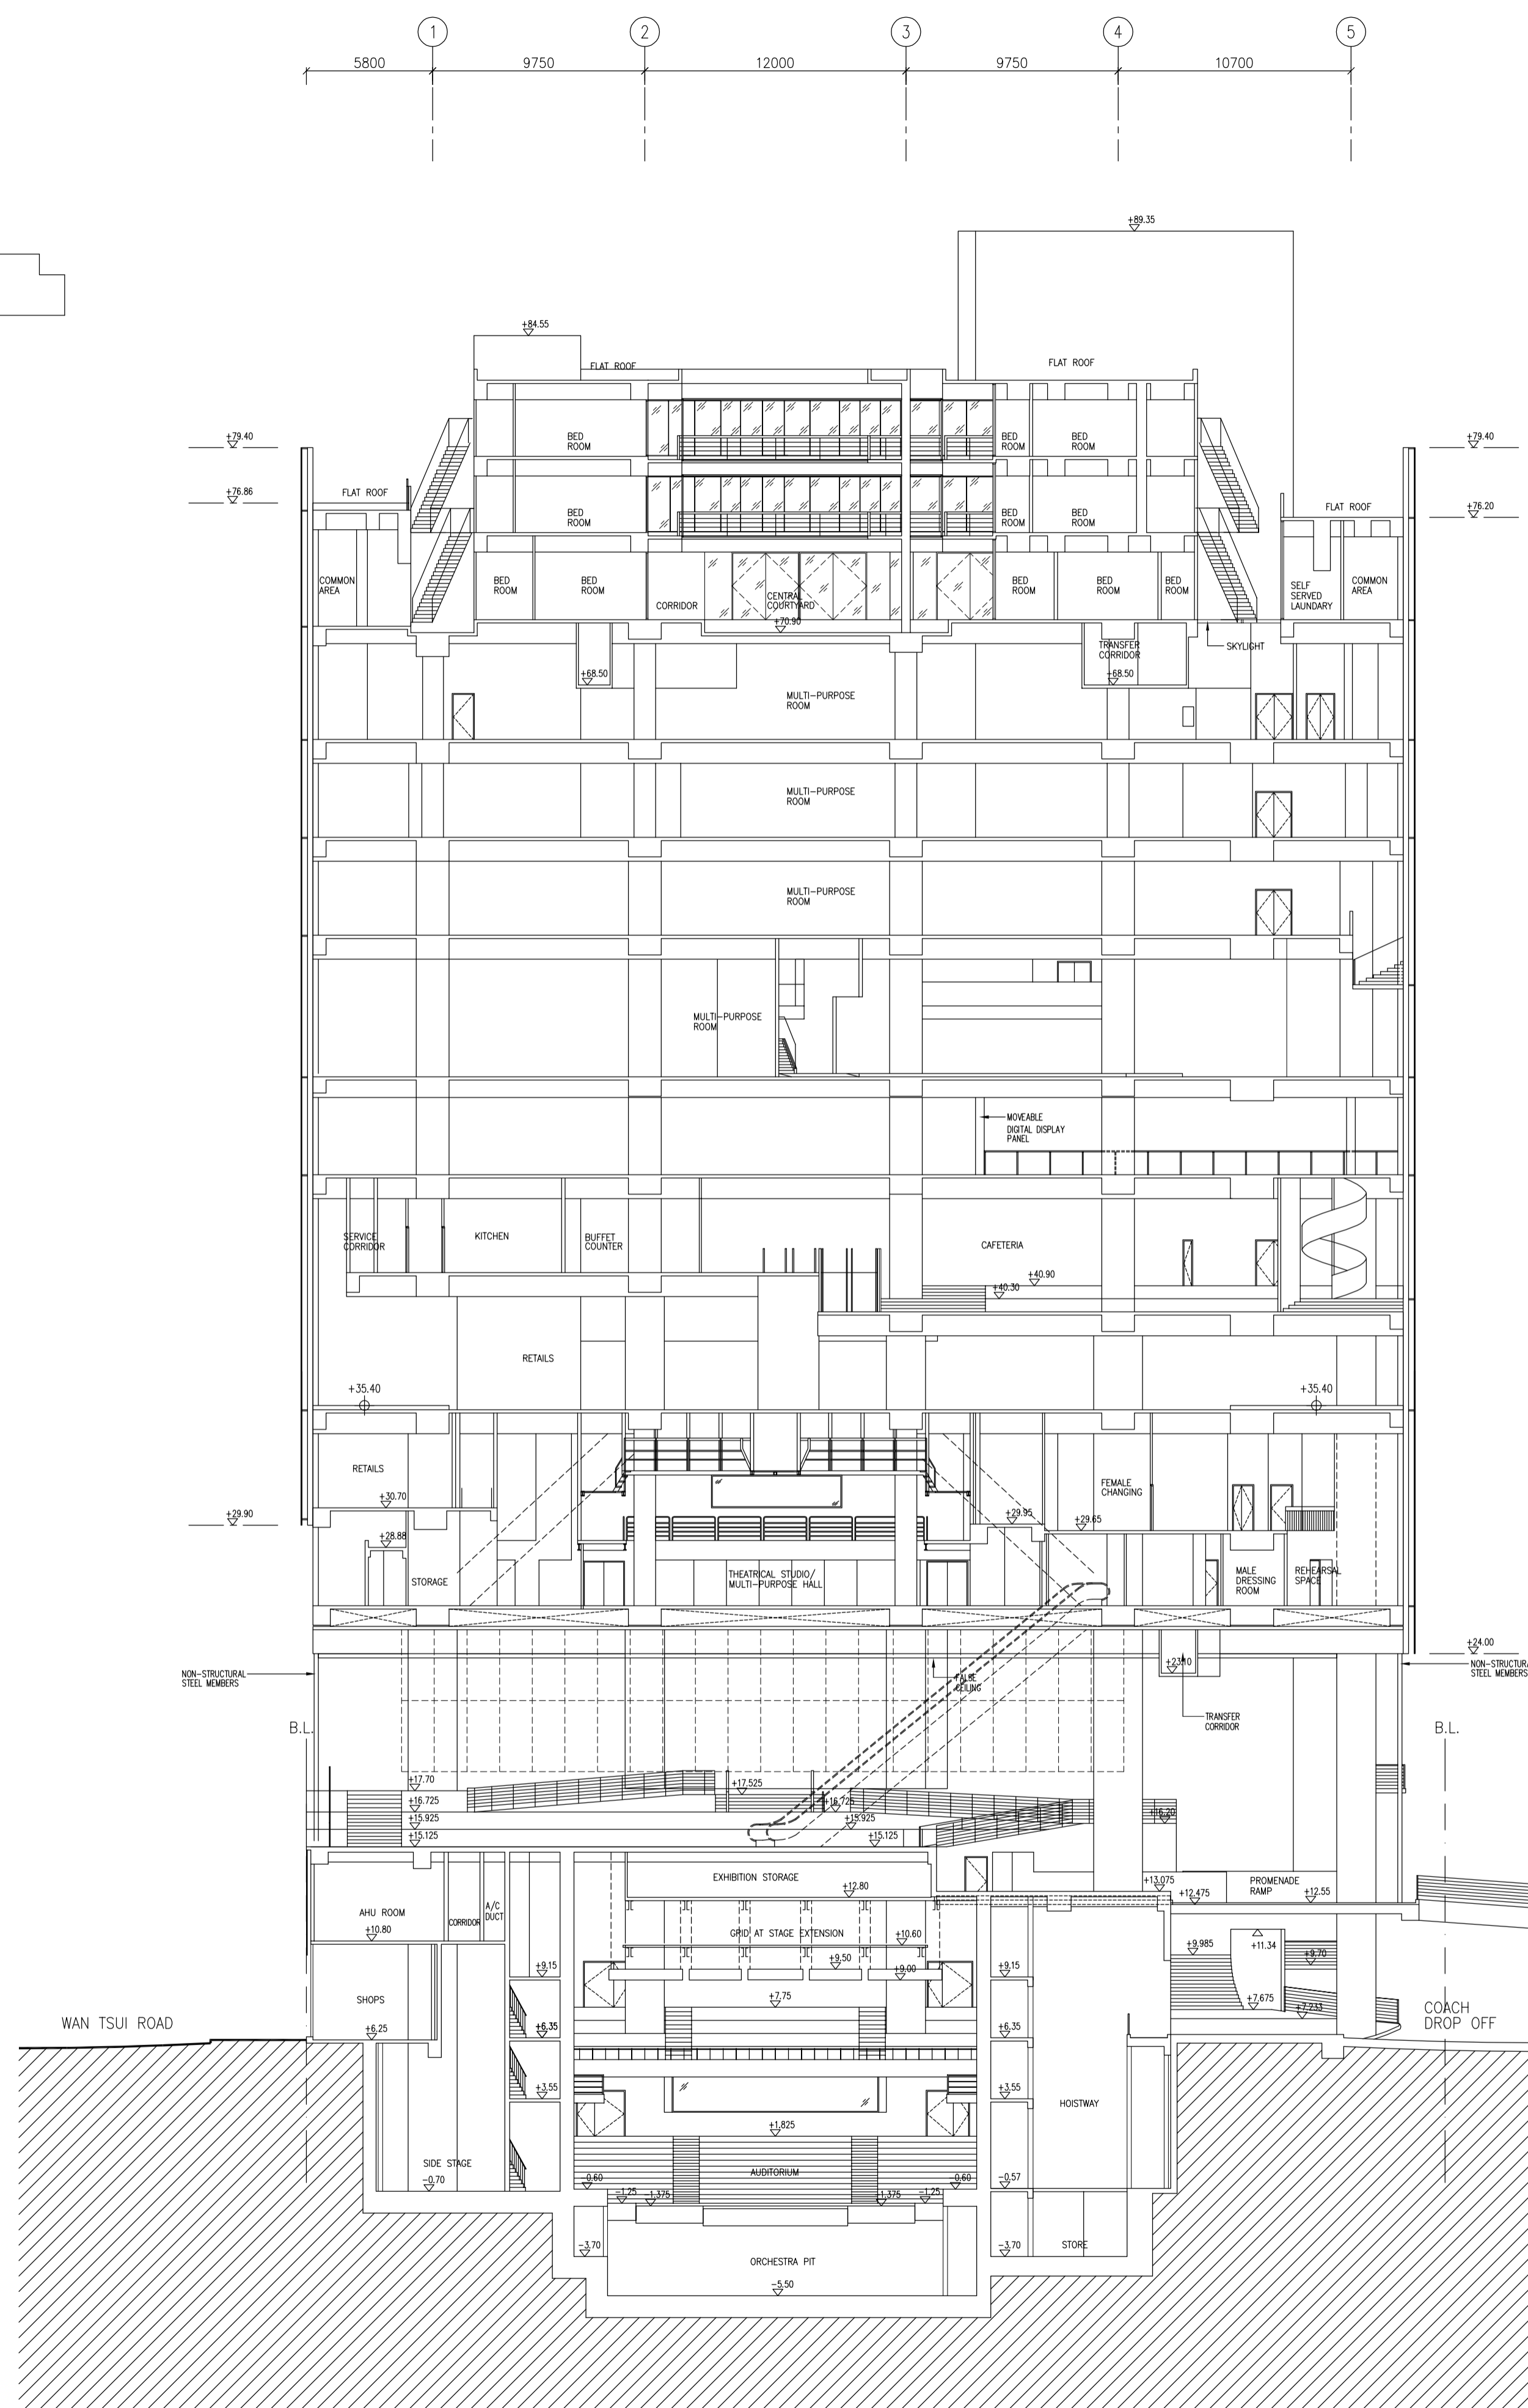 1
2
3
4
5
5800
9750
12000
9750
10700
+89.35
+84.55
FLAT ROOF
FLAT ROOF
+79.40
+79.40
BED
ROOM
BED
ROOM
BED
ROOM
+76.86
FLAT ROOF
+76.20
FLAT ROOF
BED
ROOM
BED
ROOM
BED
ROOM
COMMON
AREA
BED
ROOM
BED
ROOM
CORRIDOR
CENTRAL
COURTYARD
+70.90
BED
ROOM
BED
ROOM
BED
ROOM
SELF
SERVED
LAUNDARY
COMMON
AREA
TRANSFER
CORRIDOR
SKYLIGHT
+68.50
+68.50
MULTI-PURPOSE
ROOM
MULTI-PURPOSE
ROOM
MULTI-PURPOSE
ROOM
MULTI-PURPOSE
ROOM
MOVEABLE
DIGITAL DISPLAY
PANEL
SERVICE
CORRIDOR
KITCHEN
BUFFET
COUNTER
CAFETERIA
+40.90
+40.30
RETAILS
+35.40
+35.40
RETAILS
+30.70
FEMALE
CHANGING
+29.90
+29.95
+29.65
+28.88
STORAGE
THEATRICAL STUDIO/
MULTI-PURPOSE HALL
MALE
DRESSING
ROOM
REHEARSAL
SPACE
+24.00
NON-STRUCTURAL
STEEL MEMBERS
FALSE
CEILING
+23.10
NON-STRUCTURA
STEEL MEMBERS
TRANSFER
CORRIDOR
B.L.
B.L.
+17.70
+17.525
+16.725
+16.725
+16.20
+15.925
+15.925
+15.125
+15.125
EXHIBITION STORAGE
+12.80
+13.075
+12.475
PROMENADE
RAMP
+12.55
AHU ROOM
+10.80
CORRIDOR
A/C
DUCT
GRID AT STAGE EXTENSION
+10.60
+9.985
+11.34
+9.70
+9.15
+9.50
+9.00
+9.15
SHOPS
+7.75
+7.675
+7.233
COACH
DROP OFF
WAN TSUI ROAD
+6.25
+6.35
+6.35
+3.55
+3.55
HOISTWAY
+1.825
SIDE STAGE
-0.70
AUDITORIUM
-0.60
-0.60
-0.57
-1.25
-1.375
-1.375
-1.25
-3.70
-3.70
STORE
ORCHESTRA PIT
-5.50